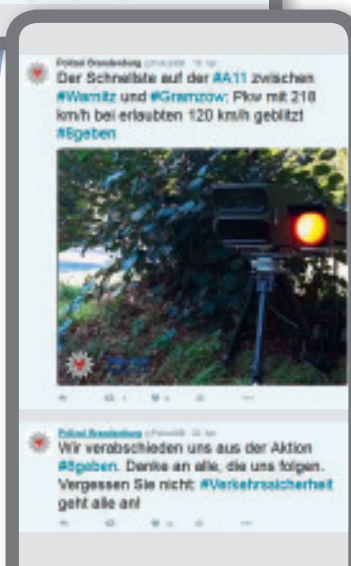 Polizei Brandenburg
Der Schnellste auf der #A11 zwischen
#Warnitz und #Gramzow: Pkw mit 218
km/h bei erlaubten 120 km/h geblitzt
#8geben
Polizei Brandenburg
Wir verabschieden uns aus der Aktion
#8geben. Danke an alle, die uns folgen.
Vergessen Sie nicht: #Verkehrssicherheit
geht alle an!